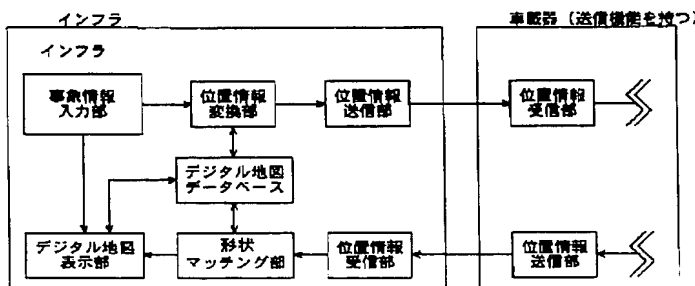 インフラ
車載器（送信機能を持つ）
インフラ
事象情報
入力部
位置情報
変換部
位置情報
送信部
位置情報
受信部
デジタル地図
データベース
デジタル地図
表示部
形状
マッチング部
位置情報
受信部
位置情報
送信部